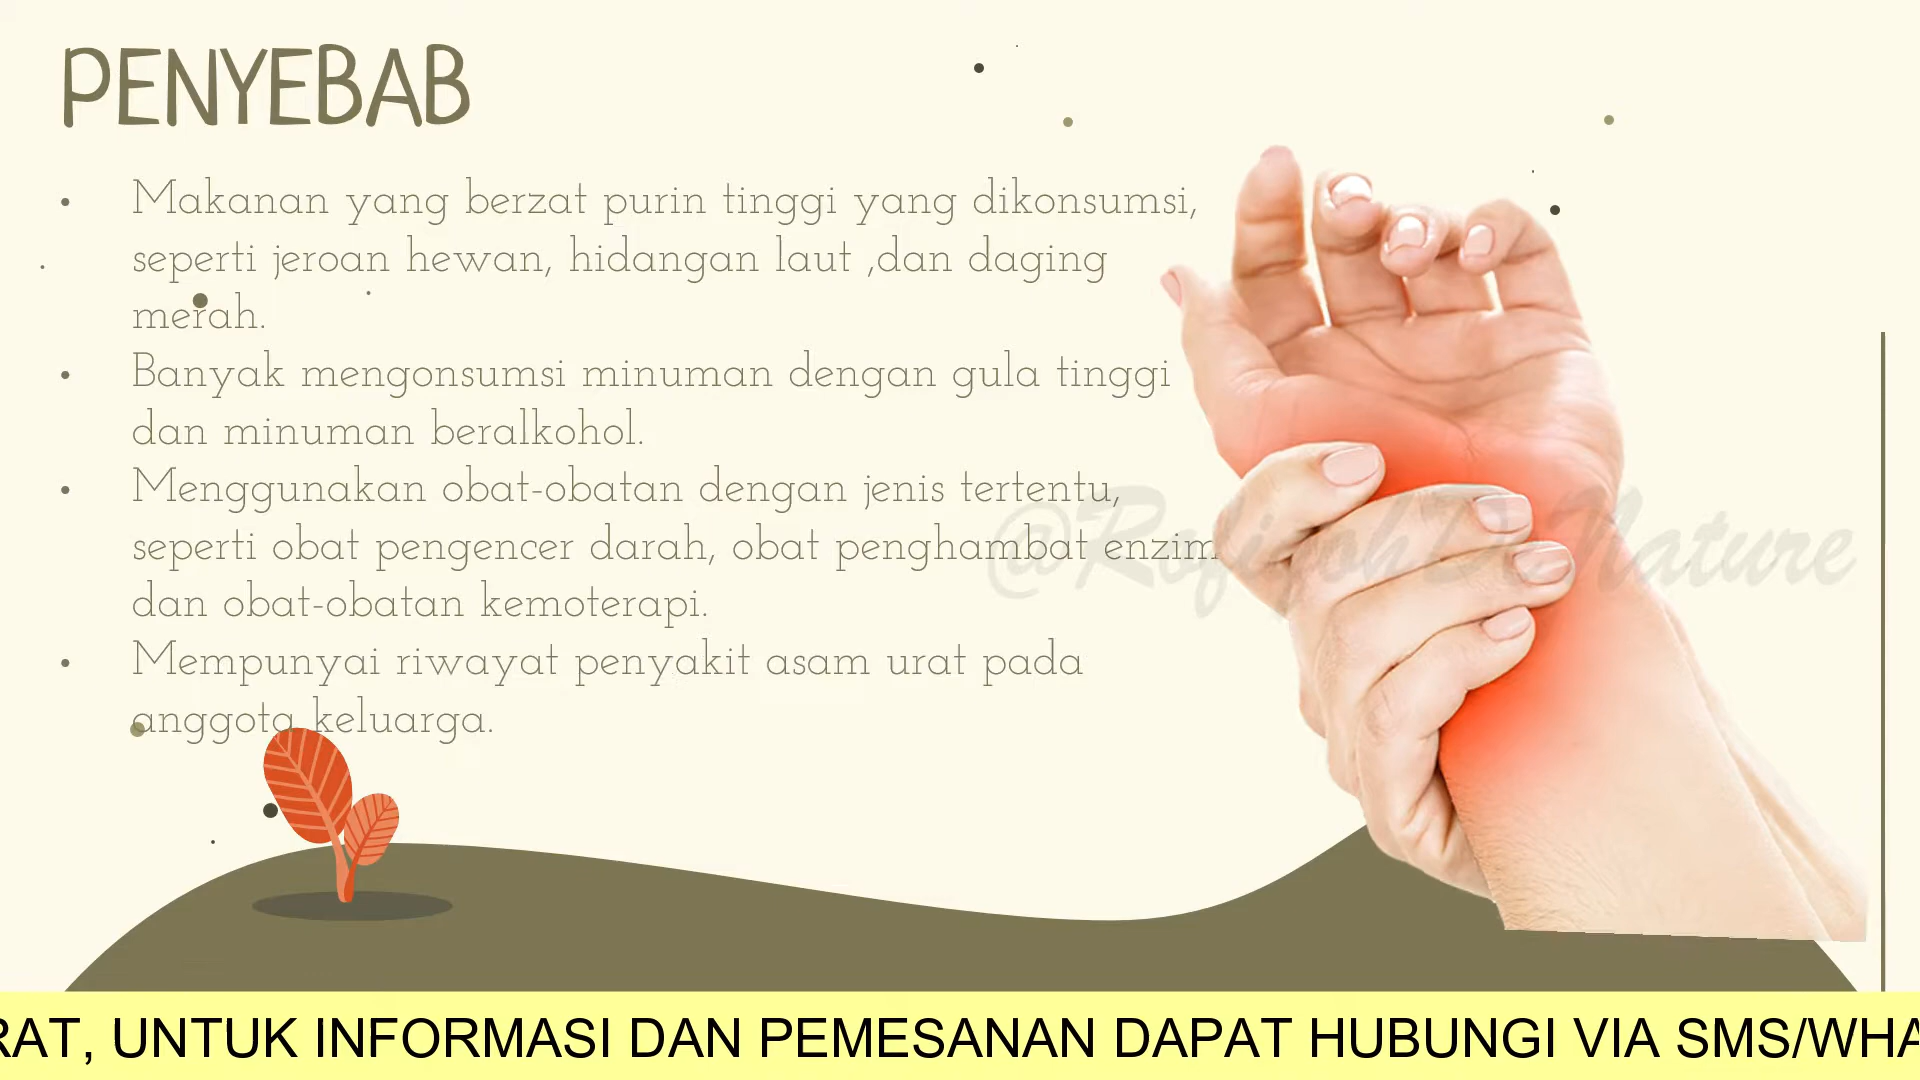 PENYEBAB
• Makanan yang berzat purin tinggi yang dikonsumsi,
seperti jeroan hewan, hidangan laut ,dan daging
merah.
• Banyak mengonsumsi minuman dengan gula tinggi
dan minuman beralkohol.
• Menggunakan obat-obatan dengan jenis tertentu,
seperti obat pengencer darah, obat penghambat enzim
dan obat-obatan kemoterapi.
• Mempunyai riwayat penyakit asam urat pada
anggota keluarga.
RAT, UNTUK INFORMASI DAN PEMESANAN DAPAT HUBUNGI VIA SMS/WHA